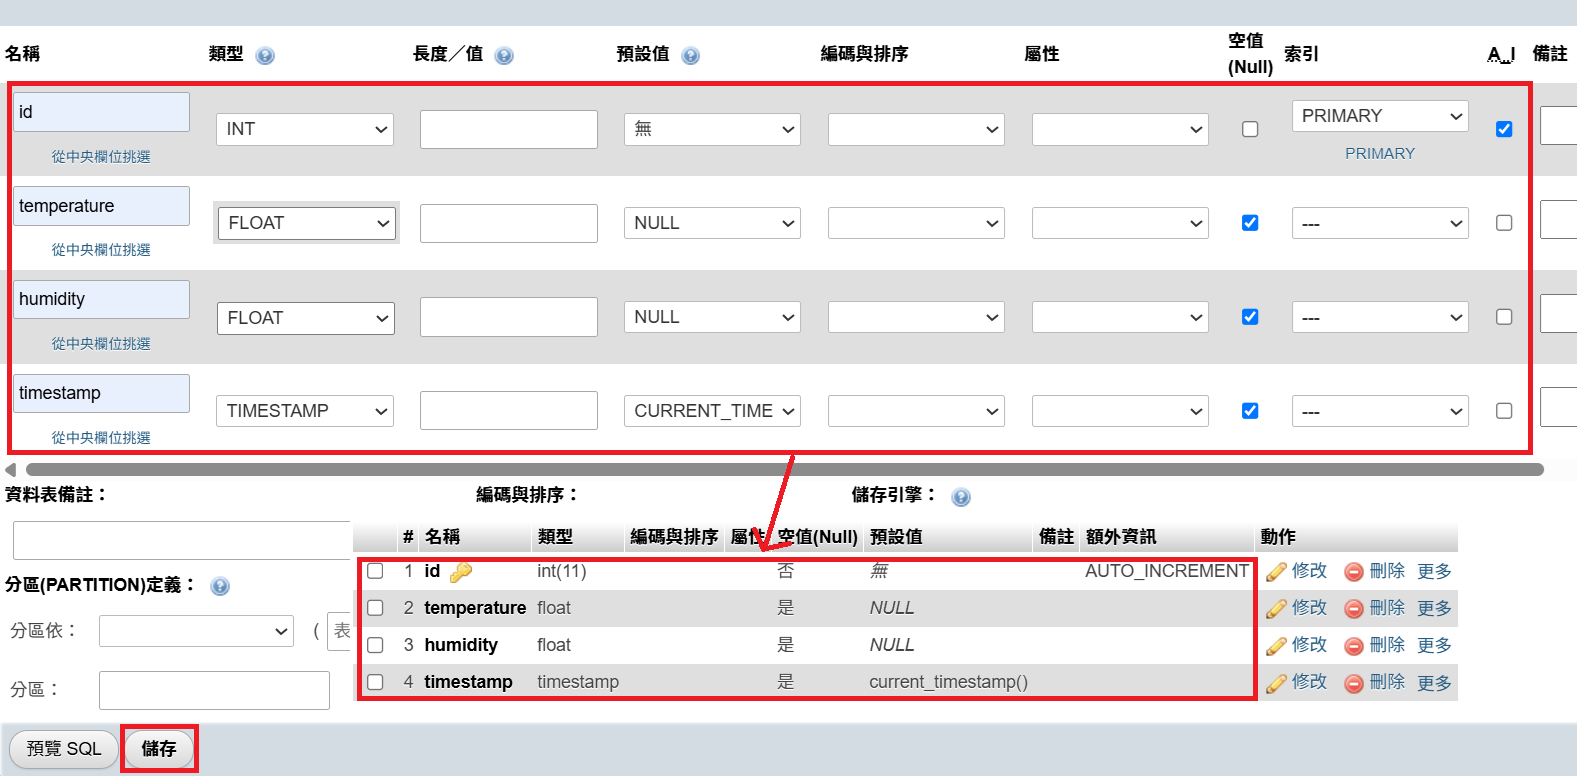 名稱 類型 長度／值 預設值 編碼與排序 屬性 空值 (Null) 索引 A_I 備註
id INT 無 PRIMARY
從中央欄位挑選 PRIMARY
temperature FLOAT NULL ---
從中央欄位挑選
humidity FLOAT NULL ---
從中央欄位挑選
timestamp TIMESTAMP CURRENT_TIME ---
從中央欄位挑選
資料表備註： 編碼與排序： 儲存引擎：
# 名稱 類型 編碼與排序 屬性 空值(Null) 預設值 備註 額外資訊 動作
1 id int(11) 否 無 AUTO_INCREMENT 修改 刪除 更多
2 temperature float 是 NULL 修改 刪除 更多
3 humidity float 是 NULL 修改 刪除 更多
4 timestamp timestamp 是 current_timestamp() 修改 刪除 更多
分區(PARTITION)定義：
分區依： ( 表
分區：
預覽 SQL 儲存